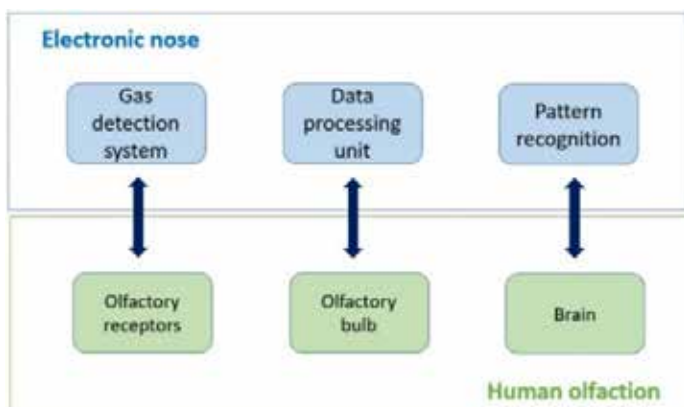 Electronic nose
Gas
detection
system
Data
processing
unit
Pattern
recognition
Olfactory
receptors
Olfactory
bulb
Brain
Human olfaction